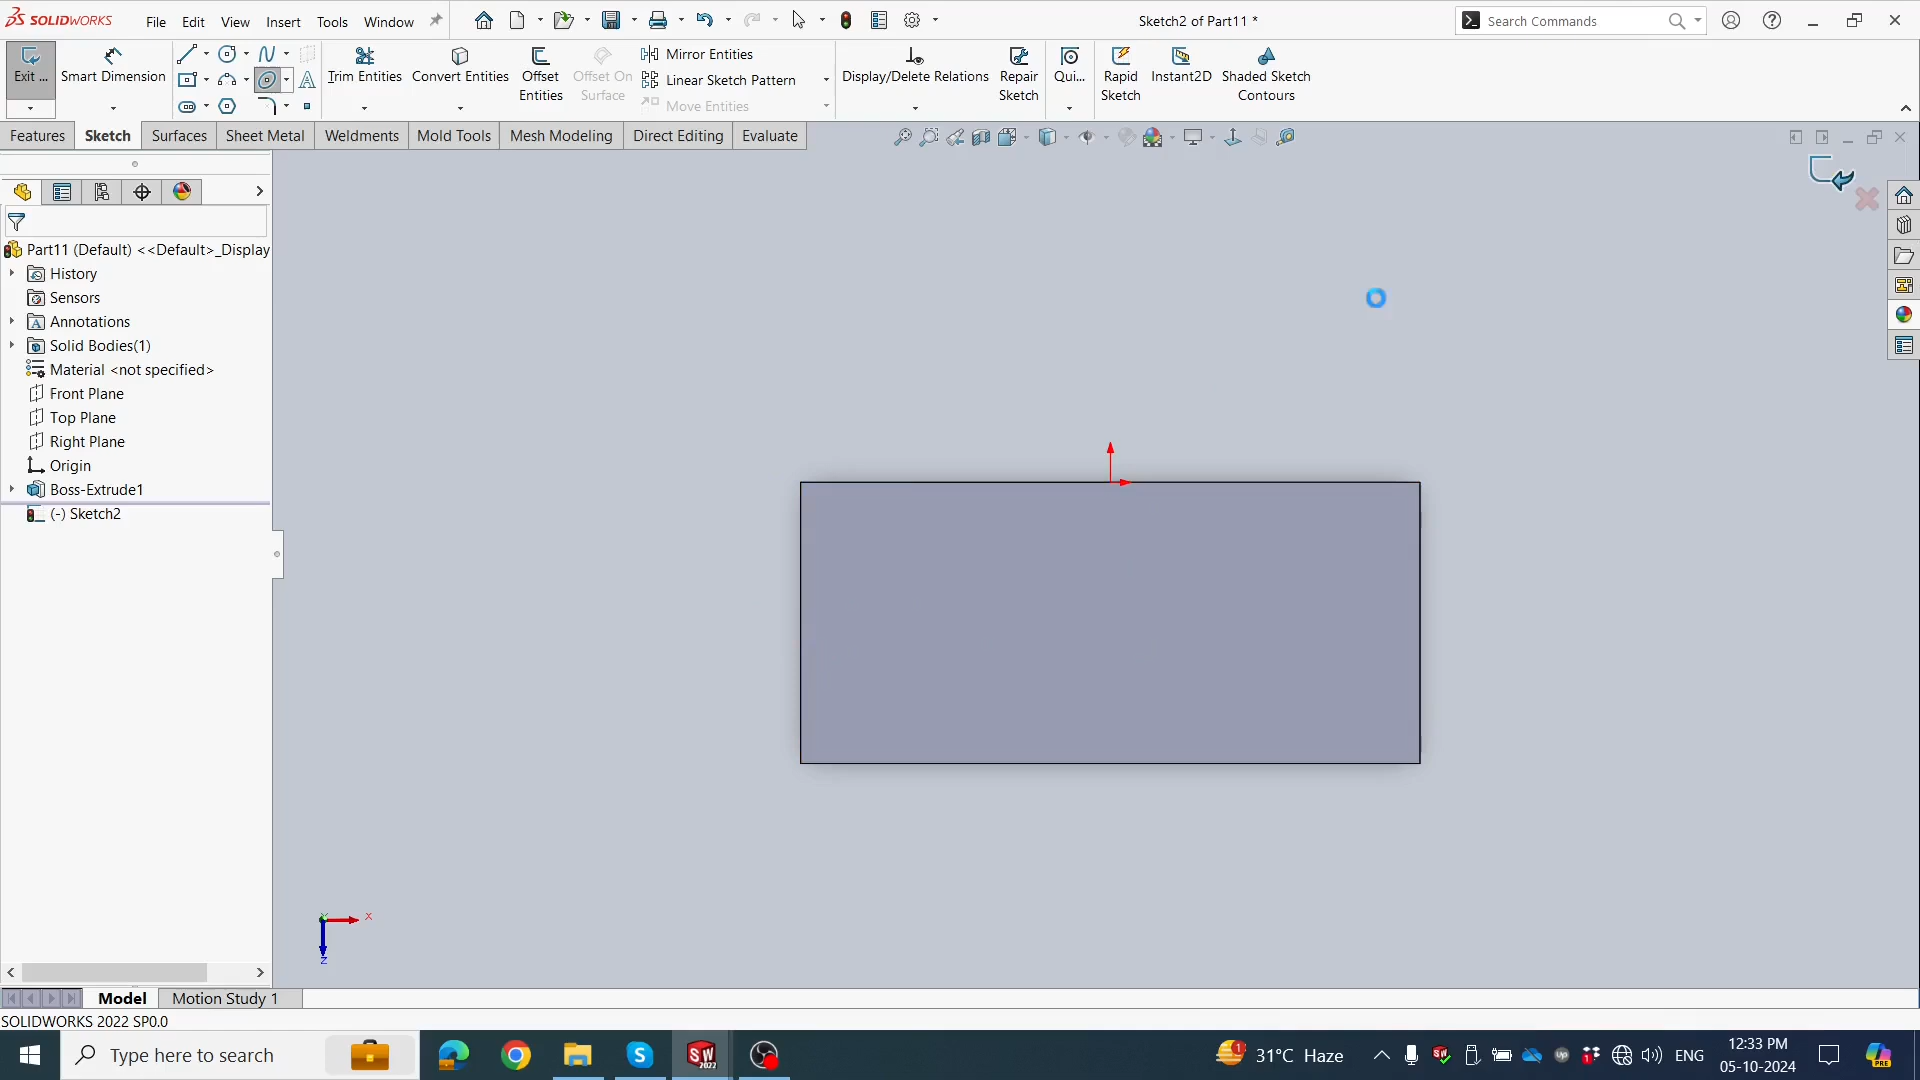 SOLIDWORKS File Edit View Insert Tools Window Sketch2 of Part11 * Search Commands
Exit ... Smart Dimension Trim Entities Convert Entities Offset Entities Offset On Surface Mirror Entities Linear Sketch Pattern Move Entities Display/Delete Relations Repair Sketch Qui... Rapid Sketch Instant2D Shaded Sketch Contours
Features Sketch Surfaces Sheet Metal Weldments Mold Tools Mesh Modeling Direct Editing Evaluate
Part11 (Default) <<Default>_Display
History
Sensors
Annotations
Solid Bodies(1)
Material <not specified>
Front Plane
Top Plane
Right Plane
Origin
Boss-Extrude1
(-) Sketch2
X
Y
Z
Model Motion Study 1
SOLIDWORKS 2022 SP0.0
Type here to search
SW 2022
1
31°C Haze
ENG
12:33 PM
05-10-2024
PRE